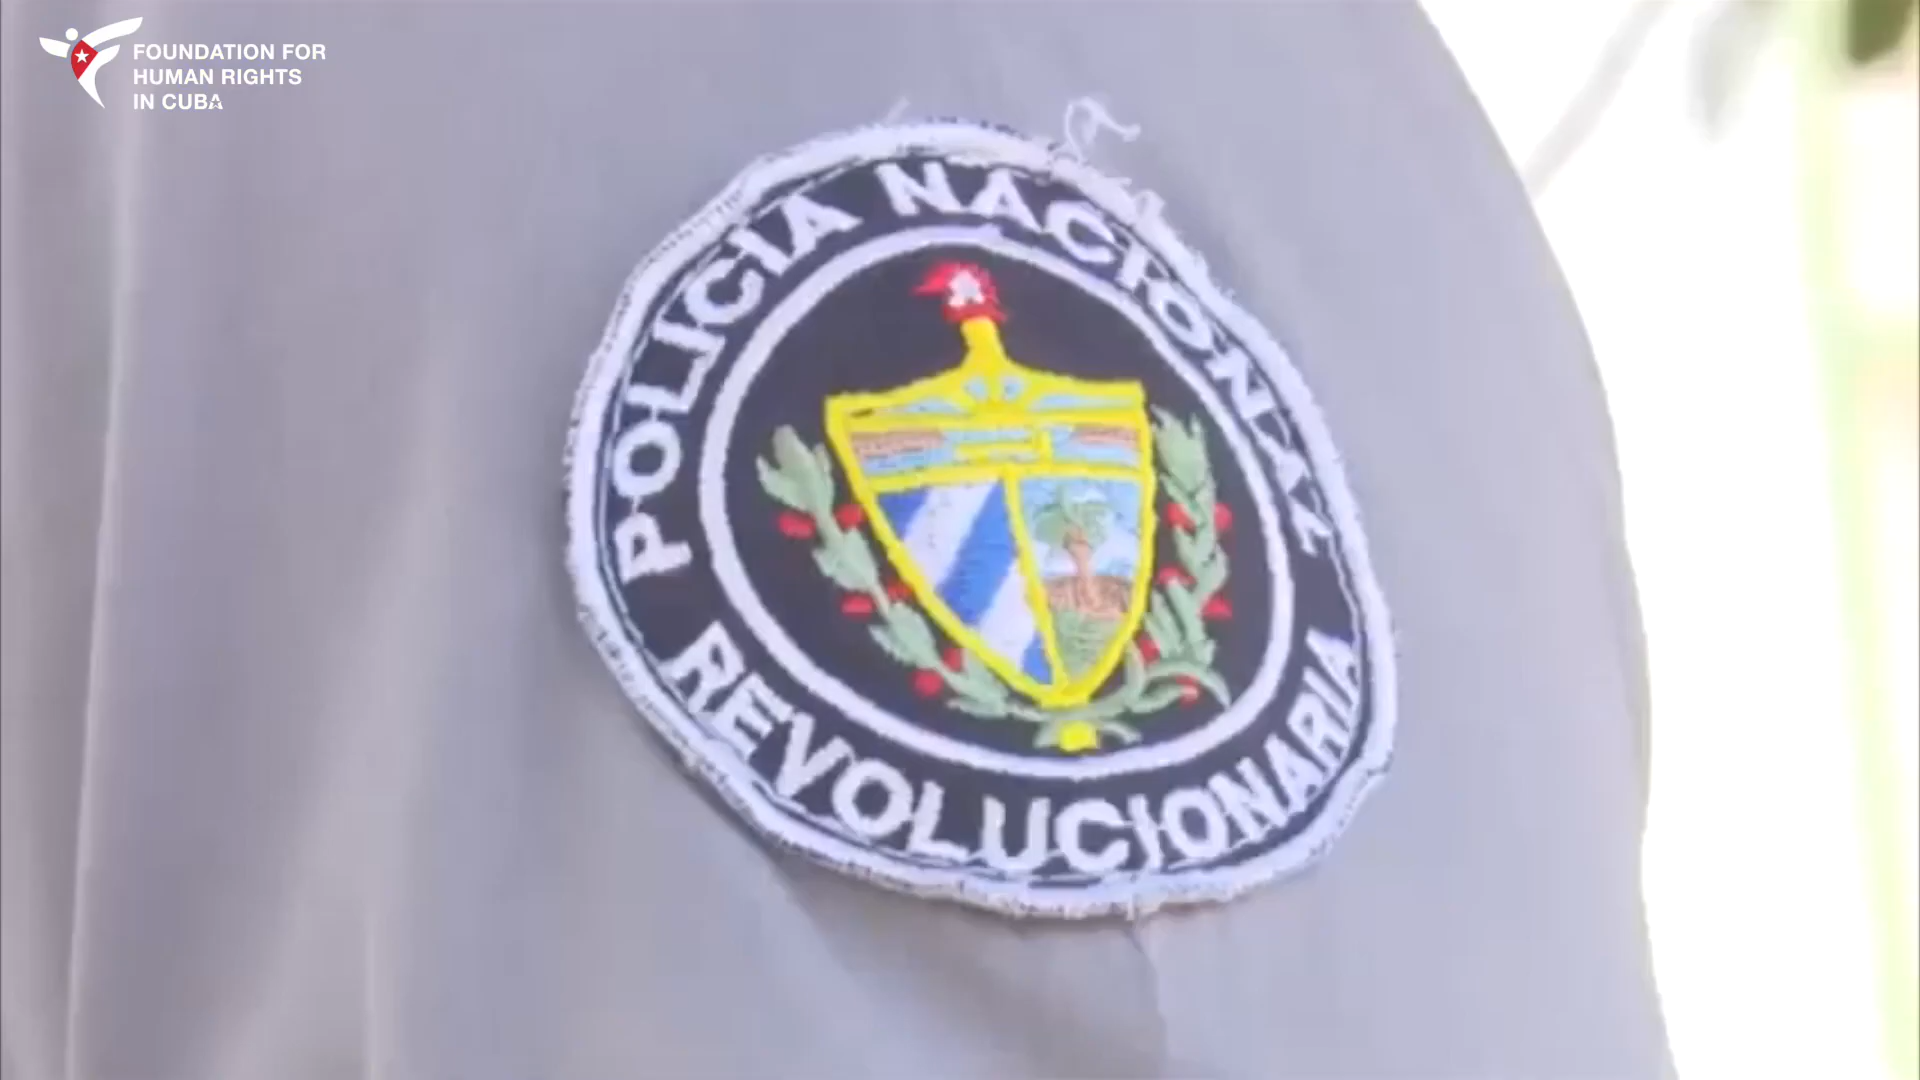 FOUNDATION FOR
HUMAN RIGHTS
IN CUBA
POLICIA NACIONAL
REVOLUCIONARIA